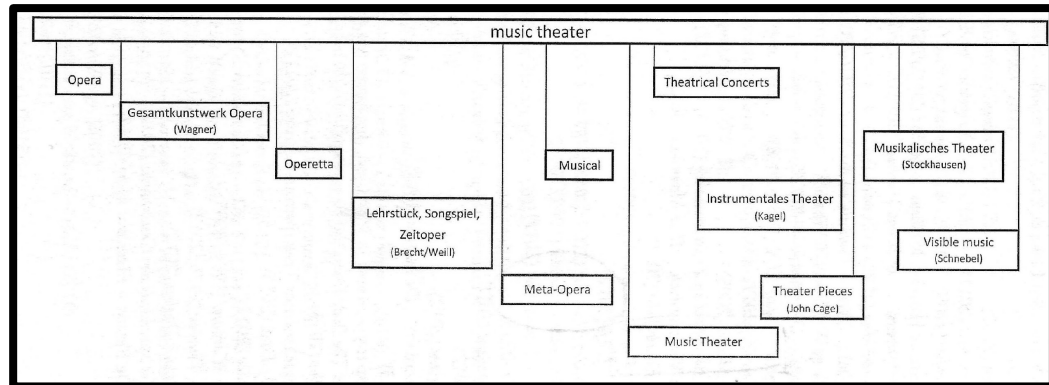 music theater
Opera
Gesamtkunstwerk Opera
(Wagner)
Operetta
Lehrstück, Songspiel,
Zeitoper
(Brecht/Weill)
Meta-Opera
Musical
Music Theater
Theatrical Concerts
Instrumentales Theater
(Kagel)
Theater Pieces
(John Cage)
Musikalisches Theater
(Stockhausen)
Visible music
(Schnebel)